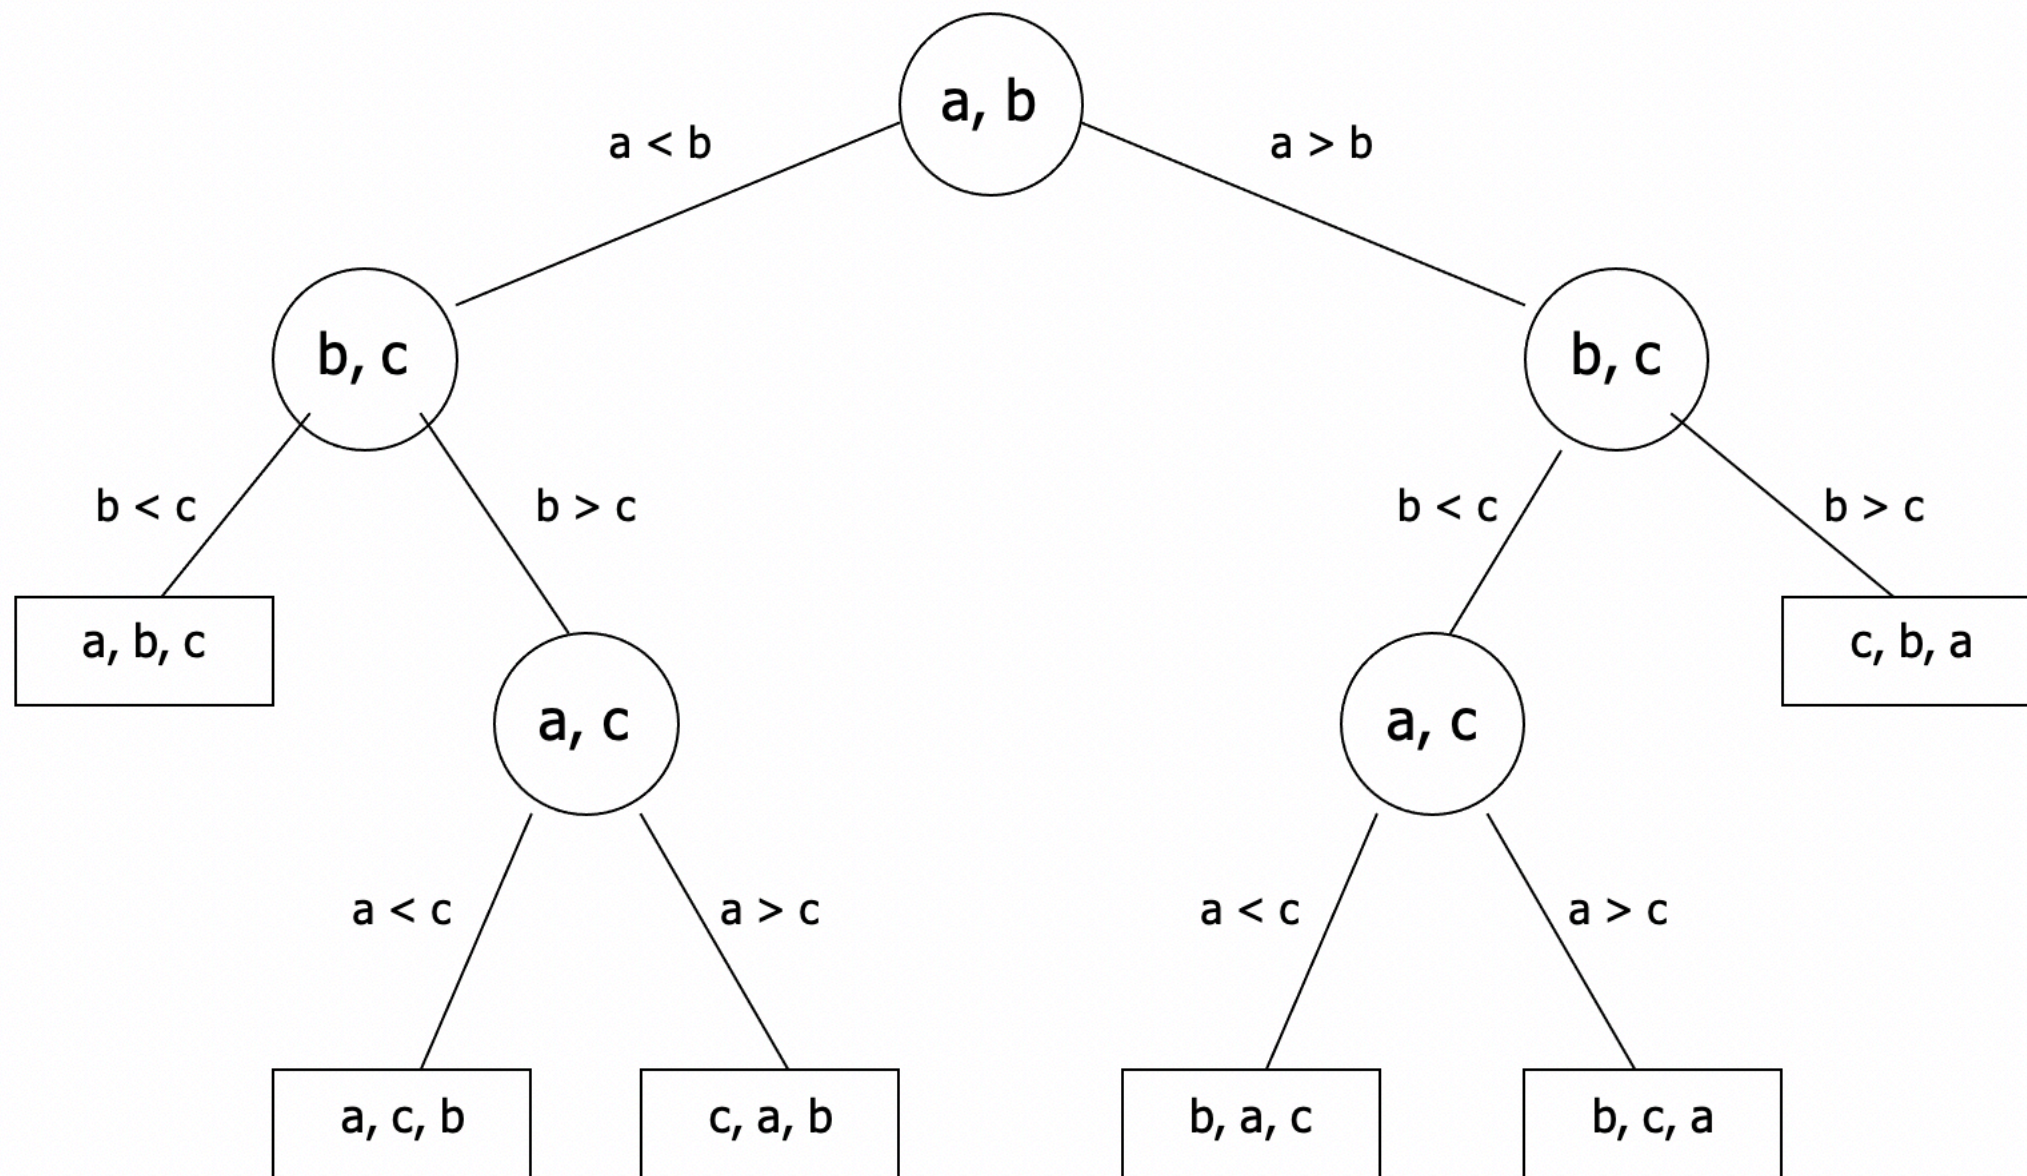 a, b
a < b
a > b
b, c
b, c
b < c
b > c
b < c
b > c
a, b, c
c, b, a
a, c
a, c
a < c
a > c
a < c
a > c
a, c, b
c, a, b
b, a, c
b, c, a